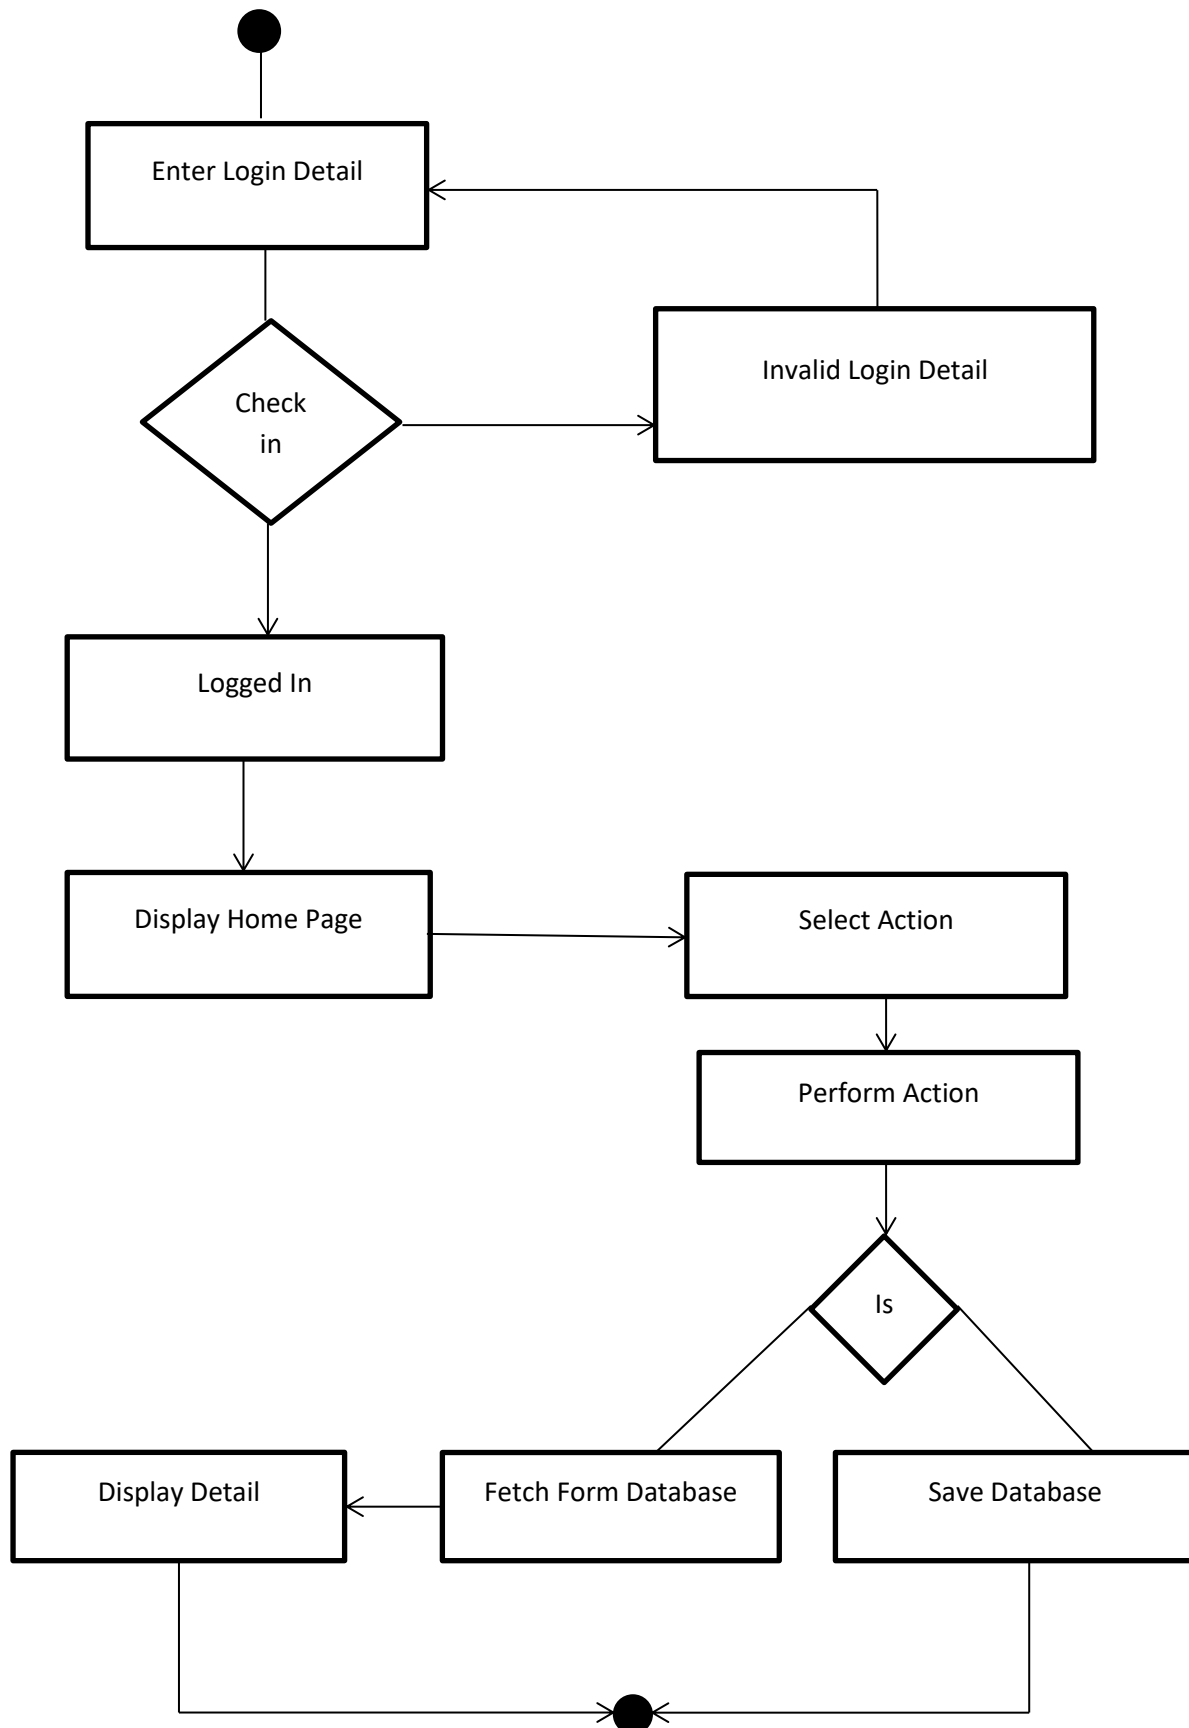 Enter Login Detail
Invalid Login Detail
Check
in
Logged In
Display Home Page
Select Action
Perform Action
Is
Display Detail
Fetch Form Database
Save Database